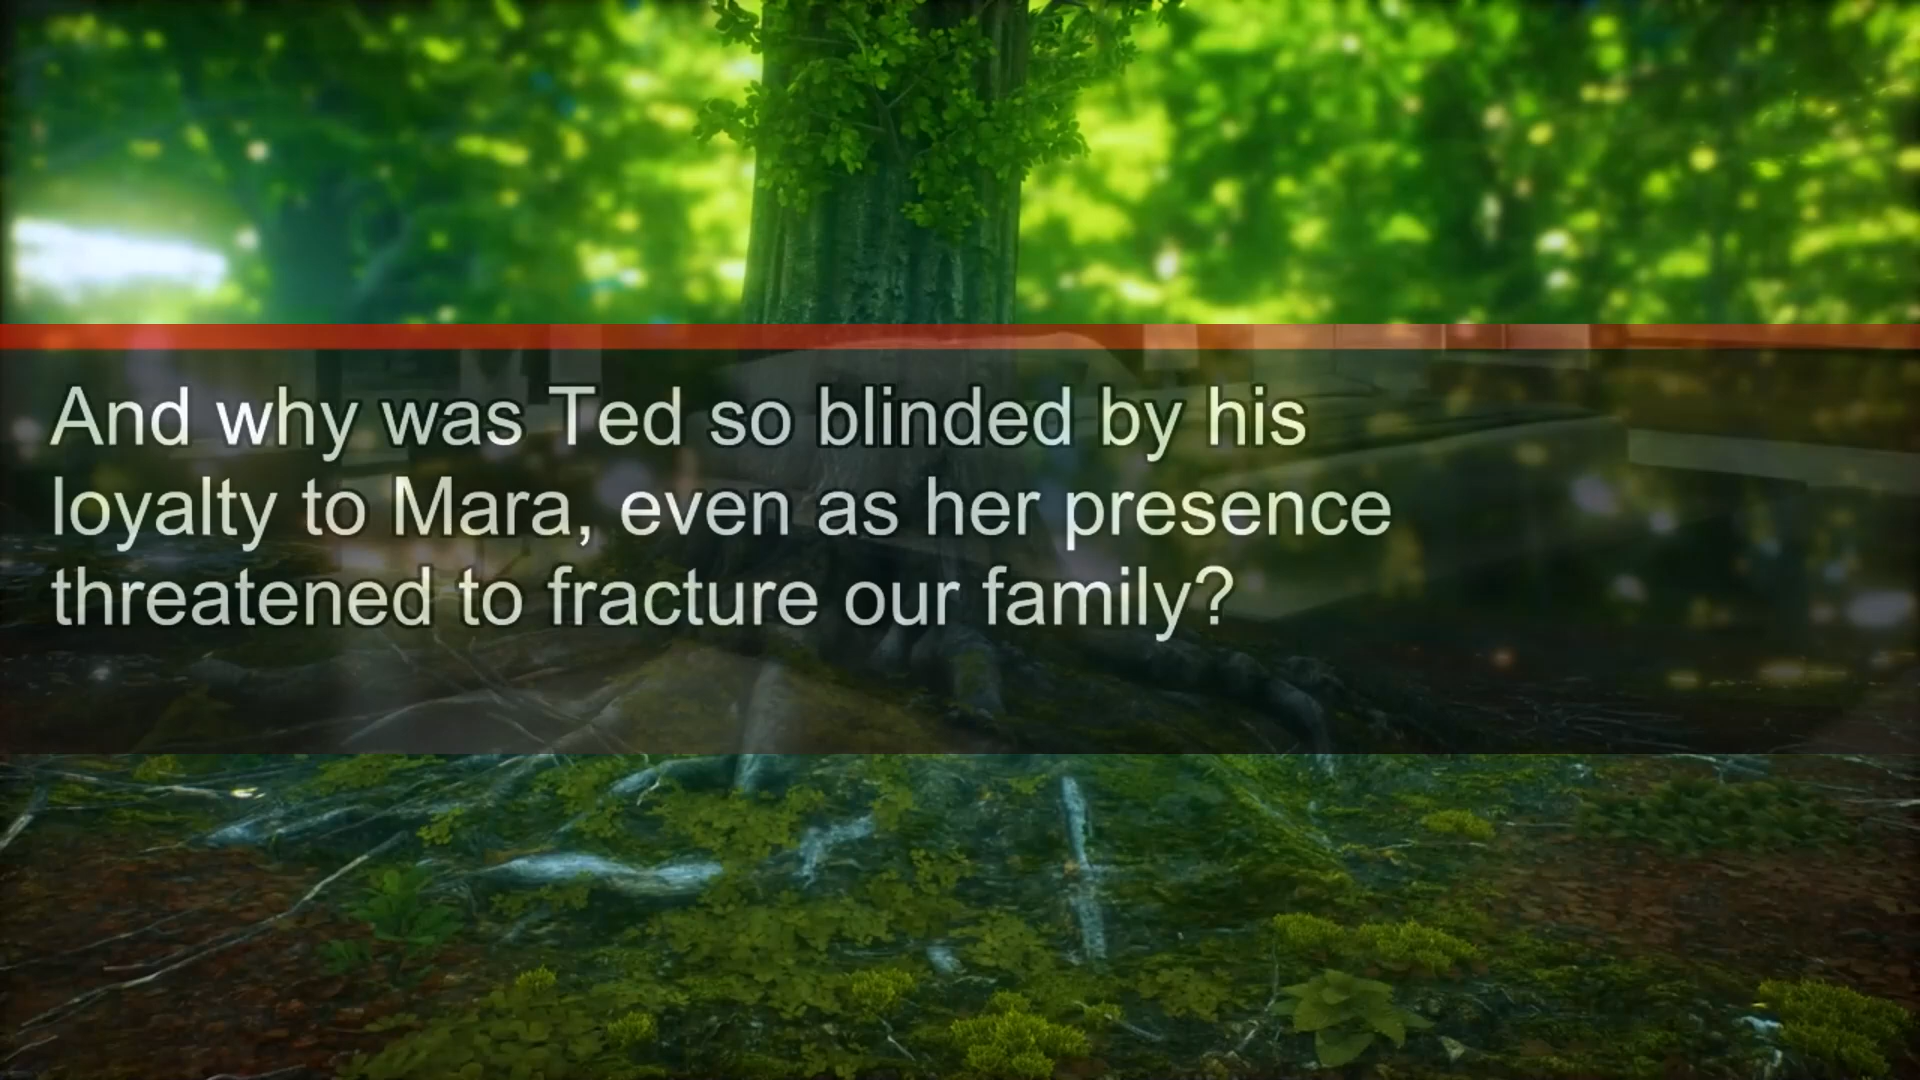 And why was Ted so blinded by his
loyalty to Mara, even as her presence
threatened to fracture our family?